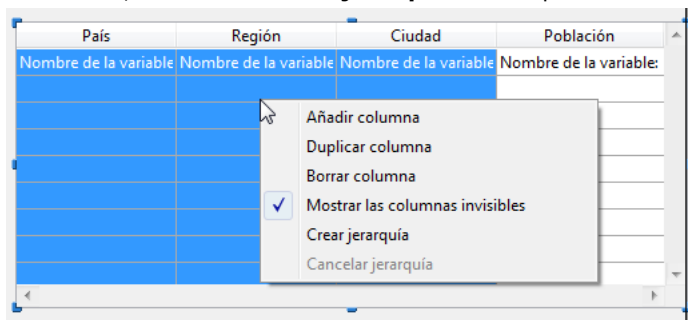 País Región Ciudad Población
Nombre de la variable Nombre de la variable Nombre de la variable Nombre de la variable:
Añadir columna
Duplicar columna
Borrar columna
Mostrar las columnas invisibles
Crear jerarquía
Cancelar jerarquía